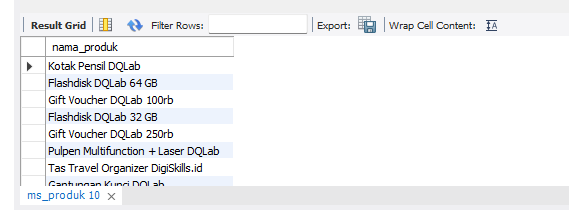 Result Grid Filter Rows: Export: Wrap Cell Content:
nama_produk
Kotak Pensil DQLab
Flashdisk DQLab 64 GB
Gift Voucher DQLab 100rb
Flashdisk DQLab 32 GB
Gift Voucher DQLab 250rb
Pulpen Multifunction + Laser DQLab
Tas Travel Organizer DigiSkills.id
Gantungan Kunci DQLab
ms_produk 10